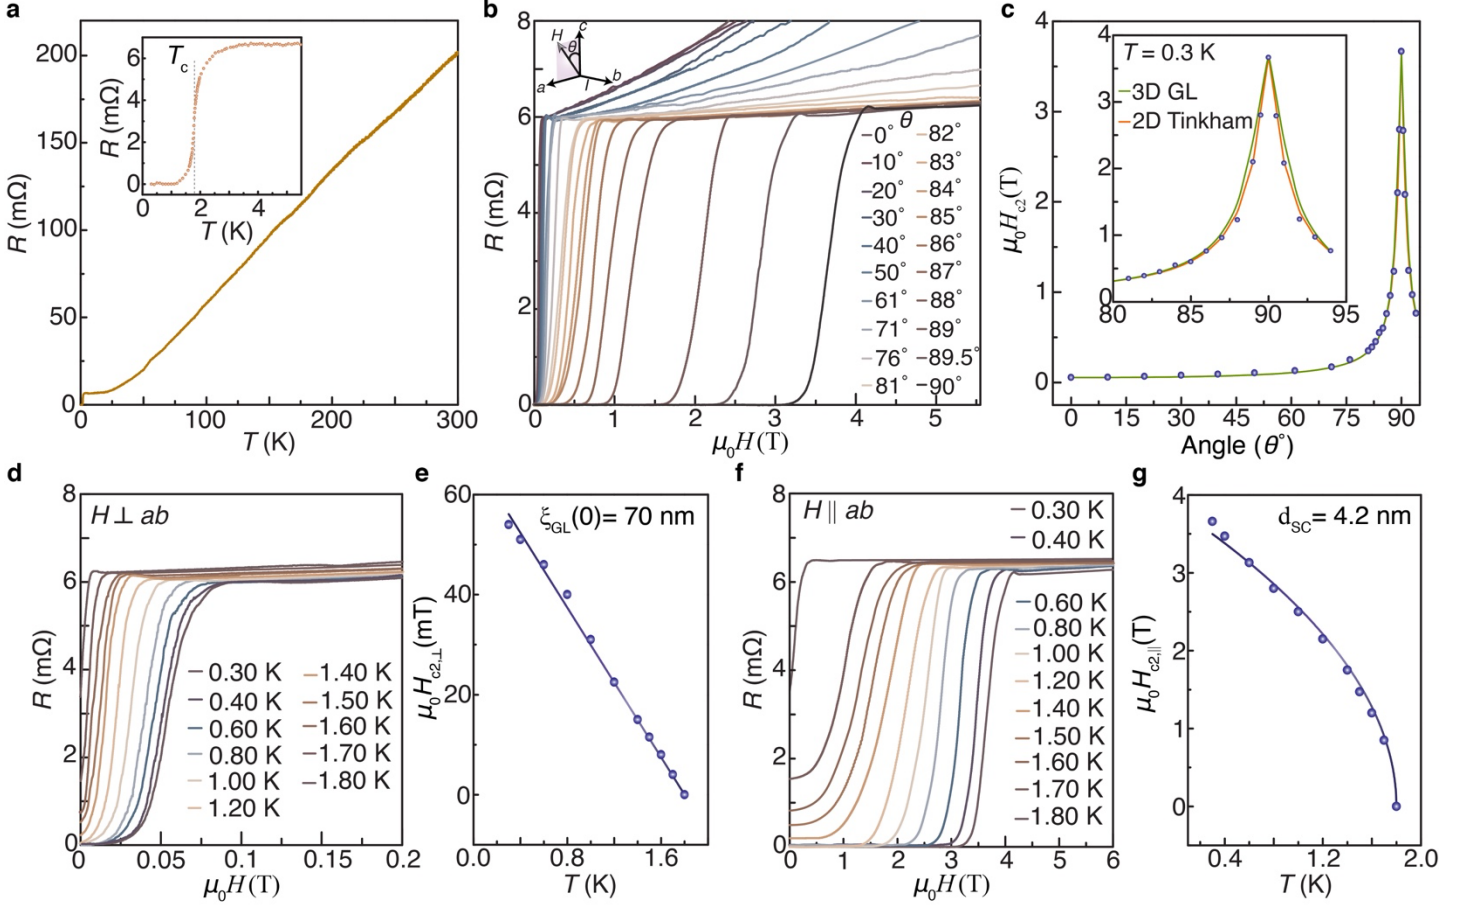 a
200
150
100
50
0
R (mΩ)
0
100
200
300
T (K)
Tc
6
4
2
0
R (mΩ)
0
2
4
T (K)
b
8
6
4
2
0
R (mΩ)
0
1
2
3
4
5
μ0H(T)
H
θ
c
a
I
b
θ
0°
10°
20°
30°
40°
50°
61°
71°
76°
81°
82°
83°
84°
85°
86°
87°
88°
89°
89.5°
90°
c
4
3
2
1
0
μ0Hc2(T)
0
15
30
45
60
75
90
Angle (θ°)
T = 0.3 K
3D GL
2D Tinkham
4
3
2
1
0
80
85
90
95
d
8
6
4
2
0
R (mΩ)
0
0.05
0.1
0.15
0.2
μ0H(T)
H ⊥ ab
0.30 K
0.40 K
0.60 K
0.80 K
1.00 K
1.20 K
1.40 K
1.50 K
1.60 K
1.70 K
1.80 K
e
60
40
20
0
μ0Hc2,⊥(mT)
0.0
0.8
1.6
T (K)
ξGL(0)= 70 nm
f
8
6
4
2
0
R (mΩ)
0
1
2
3
4
5
6
μ0H(T)
H || ab
0.30 K
0.40 K
0.60 K
0.80 K
1.00 K
1.20 K
1.40 K
1.50 K
1.60 K
1.70 K
1.80 K
g
4
3
2
1
0
μ0Hc2,||(T)
0.4
1.2
2.0
T (K)
dSC= 4.2 nm